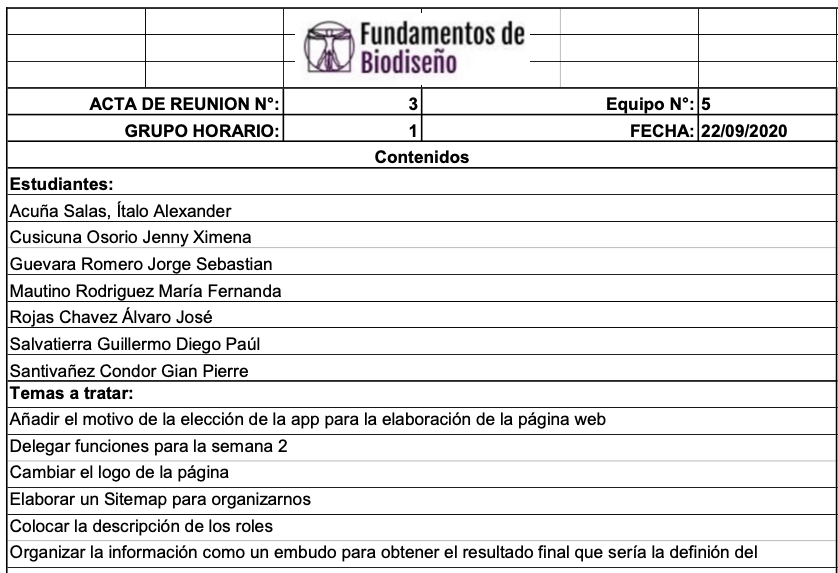 Fundamentos de
Biodiseño
ACTA DE REUNION N°: 3 Equipo N°: 5
GRUPO HORARIO: 1 FECHA: 22/09/2020
Contenidos
Estudiantes:
Acuña Salas, Ítalo Alexander
Cusicuna Osorio Jenny Ximena
Guevara Romero Jorge Sebastian
Mautino Rodriguez María Fernanda
Rojas Chavez Álvaro José
Salvatierra Guillermo Diego Paúl
Santivañez Condor Gian Pierre
Temas a tratar:
Añadir el motivo de la elección de la app para la elaboración de la página web
Delegar funciones para la semana 2
Cambiar el logo de la página
Elaborar un Sitemap para organizarnos
Colocar la descripción de los roles
Organizar la información como un embudo para obtener el resultado final que sería la definión del